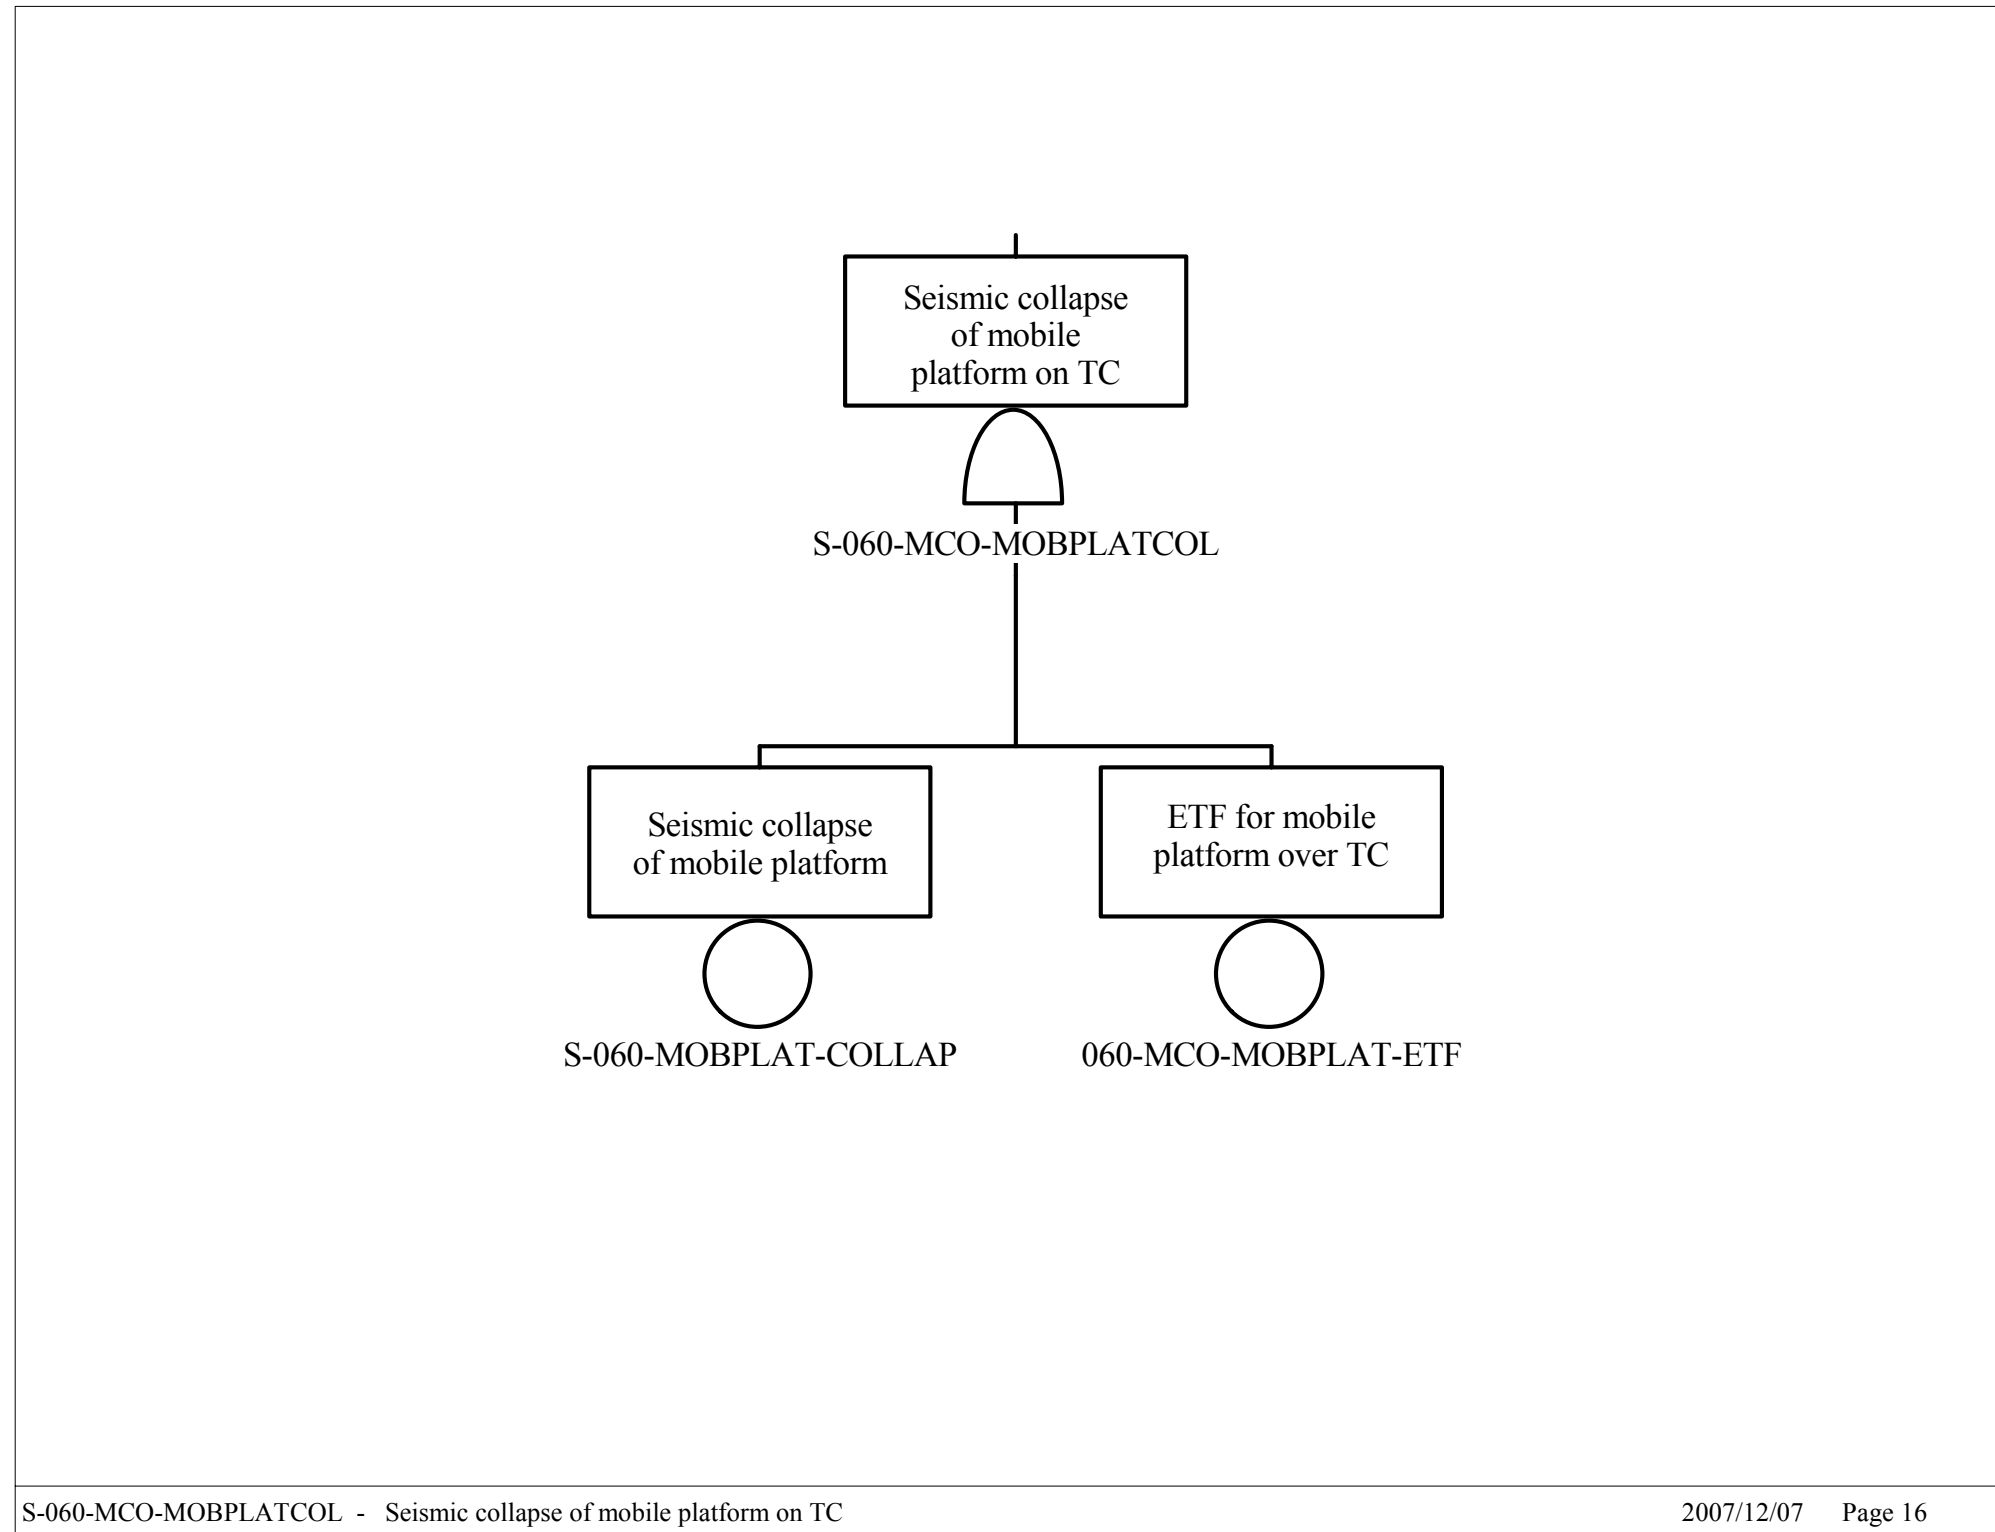 Seismic collapse
of mobile
platform on TC
S-060-MCO-MOBPLATCOL
Seismic collapse
of mobile platform
S-060-MOBPLAT-COLLAP
ETF for mobile
platform over TC
060-MCO-MOBPLAT-ETF
S-060-MCO-MOBPLATCOL - Seismic collapse of mobile platform on TC
2007/12/07 Page 16